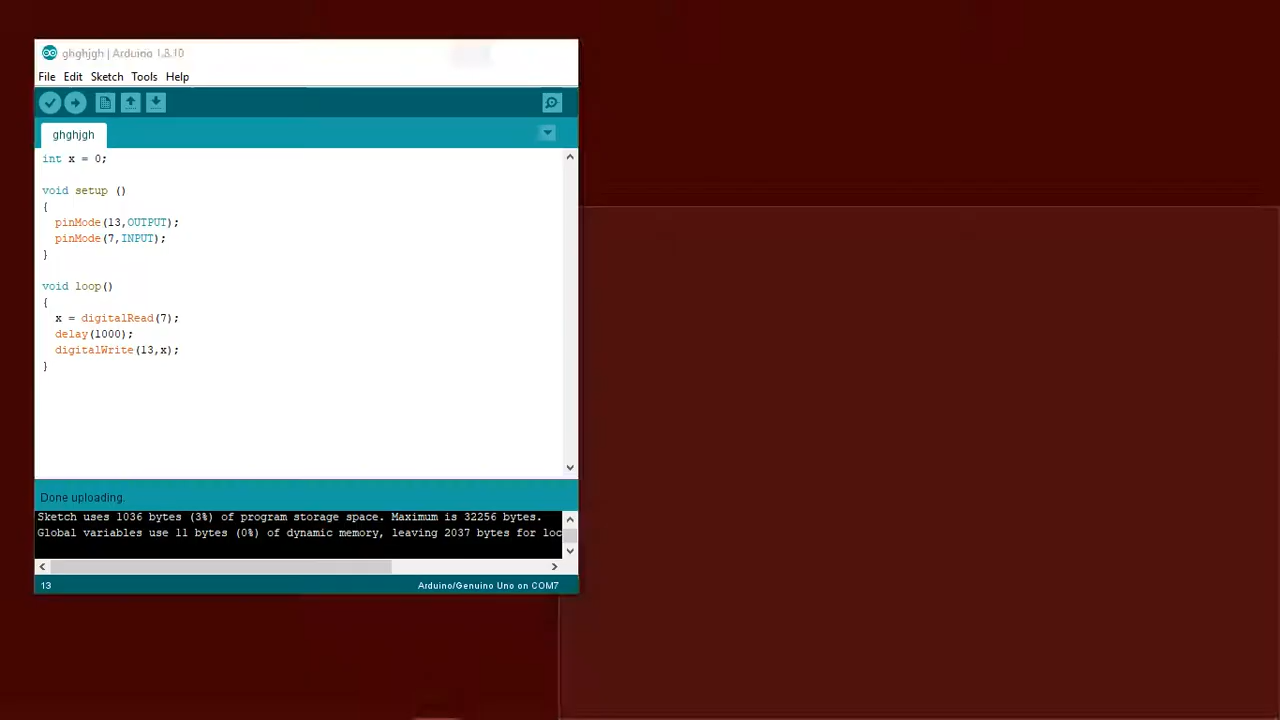 ghghjgh | Arduino 1.8.10
File Edit Sketch Tools Help
ghghjgh
int x = 0;
void setup ()
{
pinMode(13,OUTPUT);
pinMode(7,INPUT);
}
void loop()
{
x = digitalRead(7);
delay(1000);
digitalWrite(13,x);
}
Done uploading.
Sketch uses 1036 bytes (3%) of program storage space. Maximum is 32256 bytes.
Global variables use 11 bytes (0%) of dynamic memory, leaving 2037 bytes for loc
13 Arduino/Genuino Uno on COM7